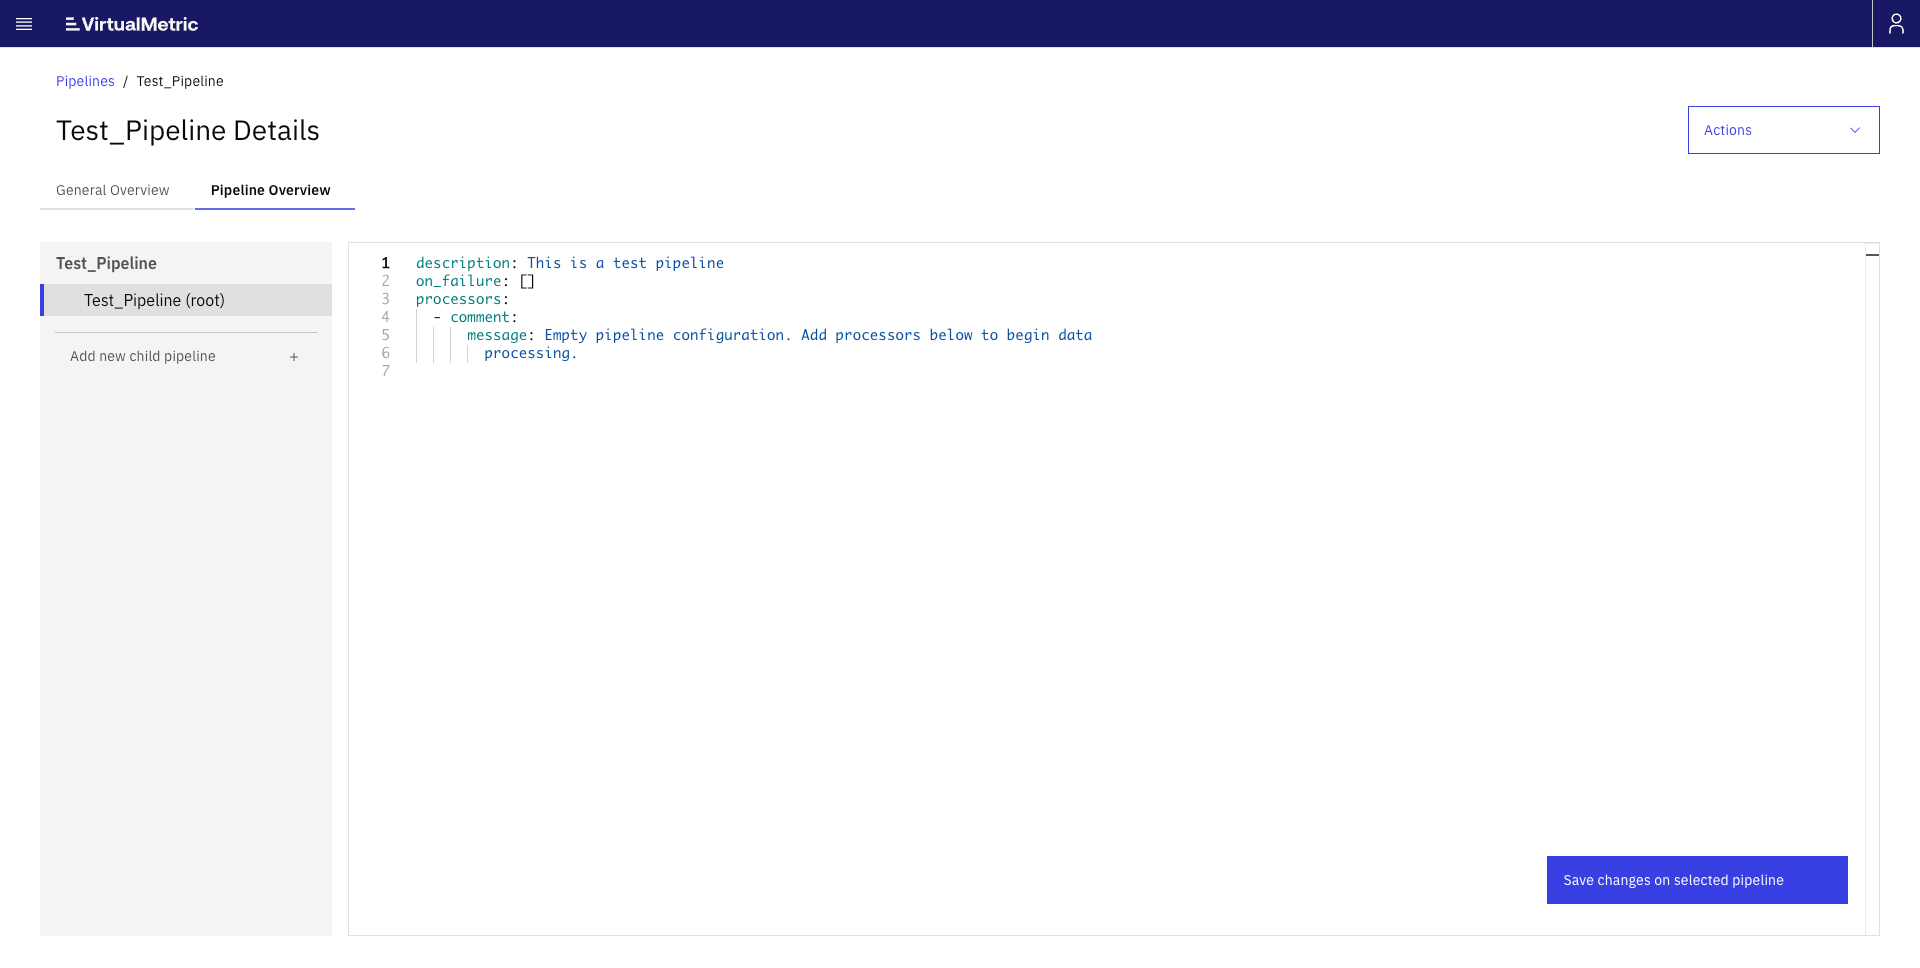 VirtualMetric
Pipelines / Test_Pipeline
Test_Pipeline Details
Actions
General Overview
Pipeline Overview
Test_Pipeline
Test_Pipeline (root)
Add new child pipeline +
1 description: This is a test pipeline
2 on_failure: []
3 processors:
4   - comment:
5       message: Empty pipeline configuration. Add processors below to begin data
6         processing.
7
Save changes on selected pipeline